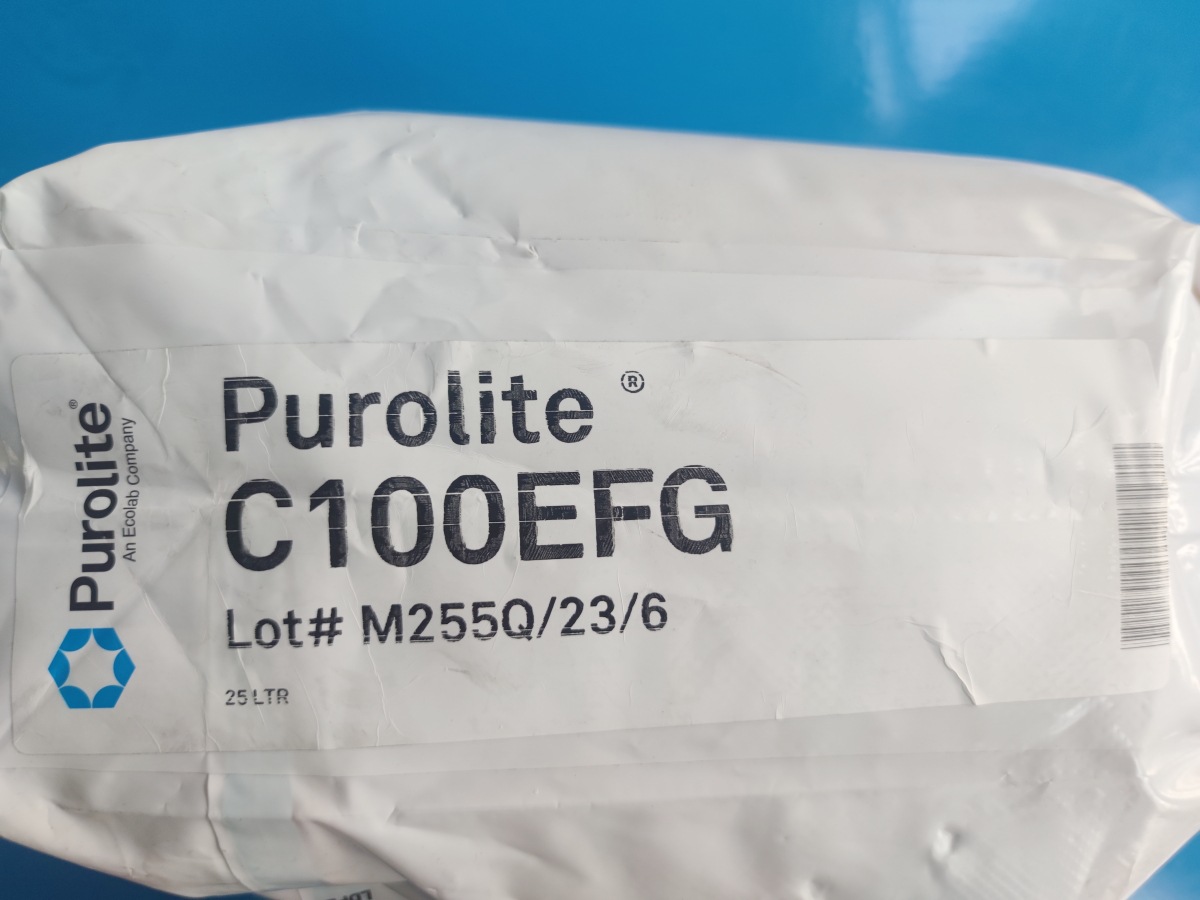 Purolite®
An Ecolab Company
Purolite ®
C100EFG
Lot# M255Q/23/6
25 LTR